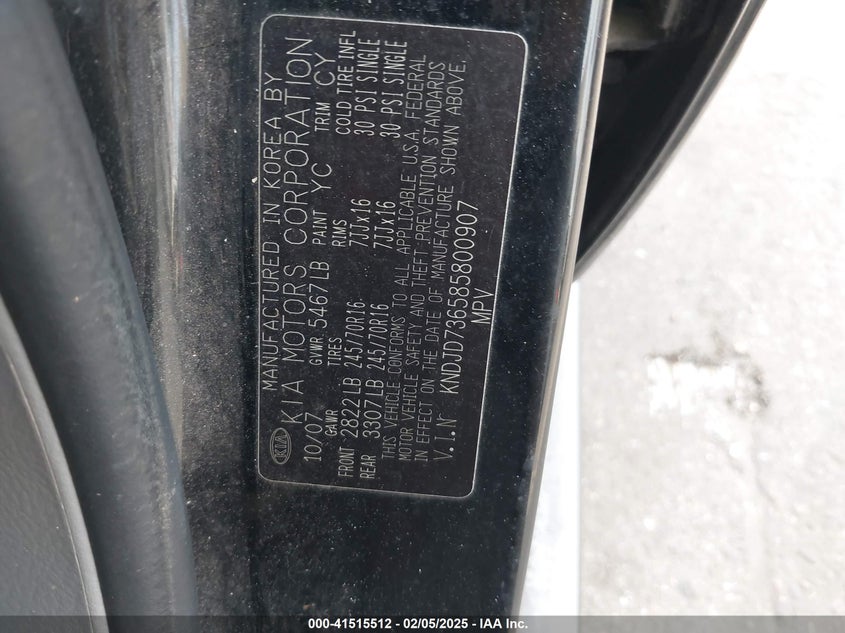 MANUFACTURED IN KOREA BY
KIA KIA MOTORS CORPORATION
10/07 GVWR 5467LB PAINT YC TRIM CY
GAWR TIRES RIMS COLD TIRE INFL
FRONT 2822LB 245/70R16 7JJx16 30 PSI SINGLE
REAR 3307LB 245/70R16 7JJx16 30 PSI SINGLE
THIS VEHICLE CONFORMS TO ALL APPLICABLE U.S.A. FEDERAL
MOTOR VEHICLE SAFETY AND THEFT PREVENTION STANDARDS
IN EFFECT ON THE DATE OF MANUFACTURE SHOWN ABOVE.
V.I.N KNDJD736585800907
MPV
000-41515512 - 02/05/2025 - IAA Inc.